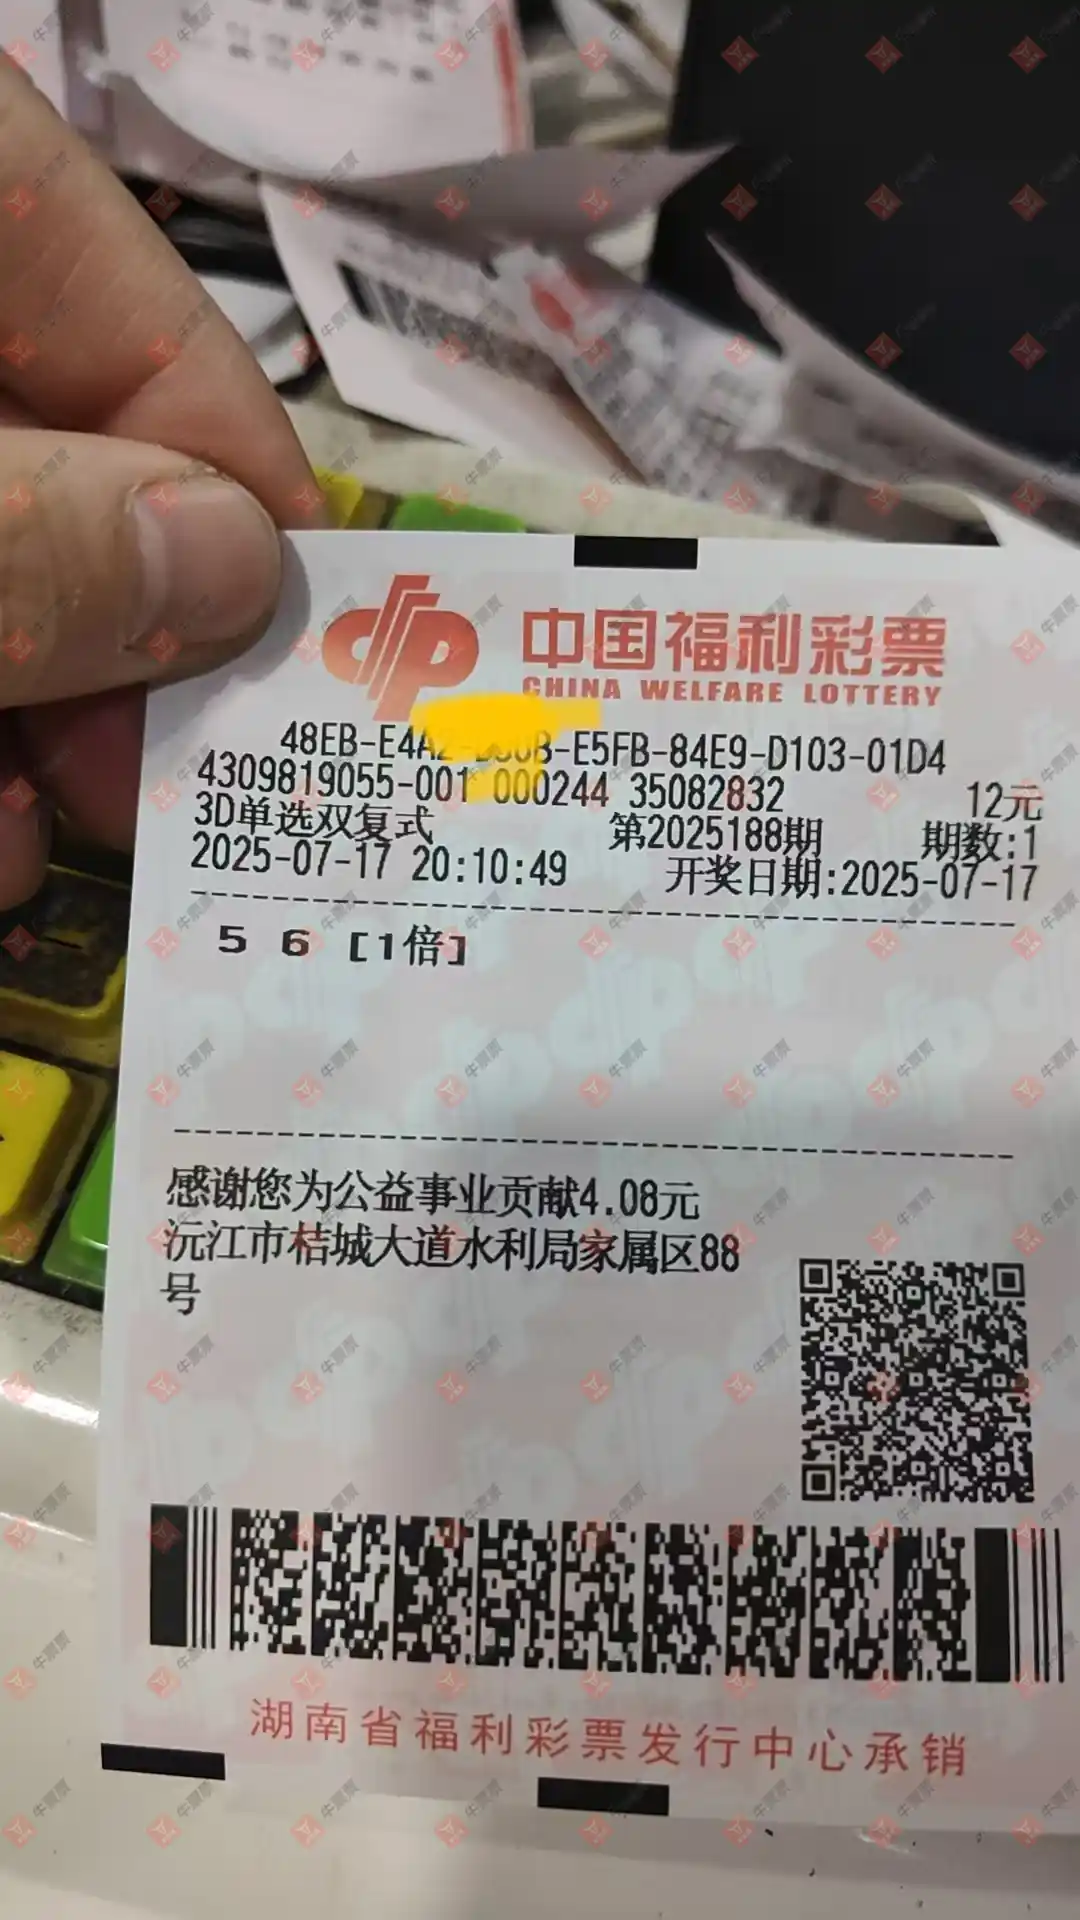 中国福利彩票
CHINA WELFARE LOTTERY
48EB-E4A2- -E5FB-84E9-D103-01D4
4309819055-001 000244 35082832 12元
3D单选双复式 第2025188期 期数:1
2025-07-17 20:10:49 开奖日期:2025-07-17
5 6 [1倍]
感谢您为公益事业贡献4.08元
沅江市桔城大道水利局家属区88
号
湖南省福利彩票发行中心承销